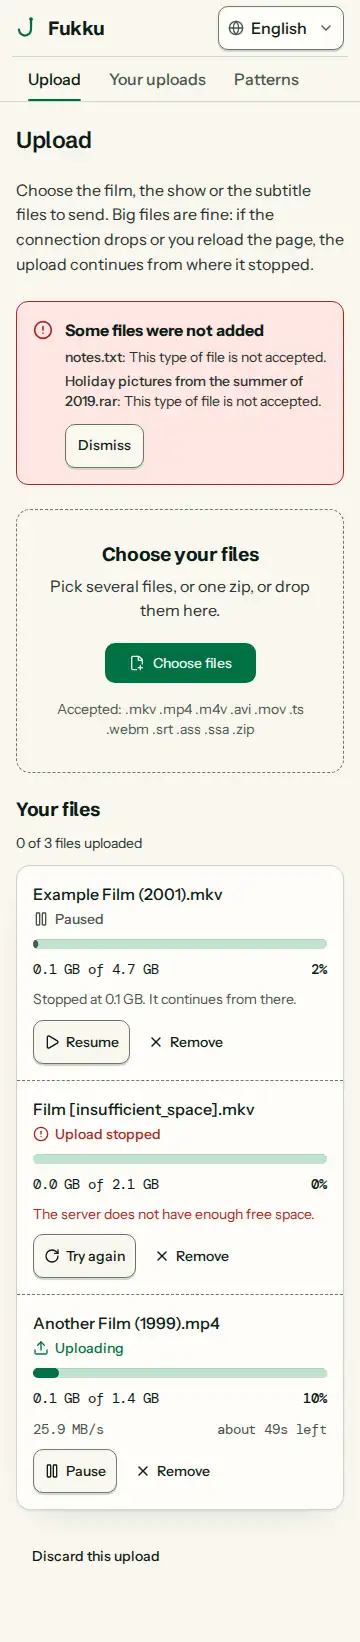 Fukku
English
Upload
Your uploads
Patterns
Upload
Choose the film, the show or the subtitle
files to send. Big files are fine: if the
connection drops or you reload the page, the
upload continues from where it stopped.
Some files were not added
notes.txt: This type of file is not accepted.
Holiday pictures from the summer of
2019.rar: This type of file is not accepted.
Dismiss
Choose your files
Pick several files, or one zip, or drop
them here.
Choose files
Accepted: .mkv .mp4 .m4v .avi .mov .ts
.webm .srt .ass .ssa .zip
Your files
0 of 3 files uploaded
Example Film (2001).mkv
Paused
0.1 GB of 4.7 GB 2%
Stopped at 0.1 GB. It continues from there.
Resume Remove
Film [insufficient_space].mkv
Upload stopped
0.0 GB of 2.1 GB 0%
The server does not have enough free space.
Try again Remove
Another Film (1999).mp4
Uploading
0.1 GB of 1.4 GB 10%
25.9 MB/s about 49s left
Pause Remove
Discard this upload